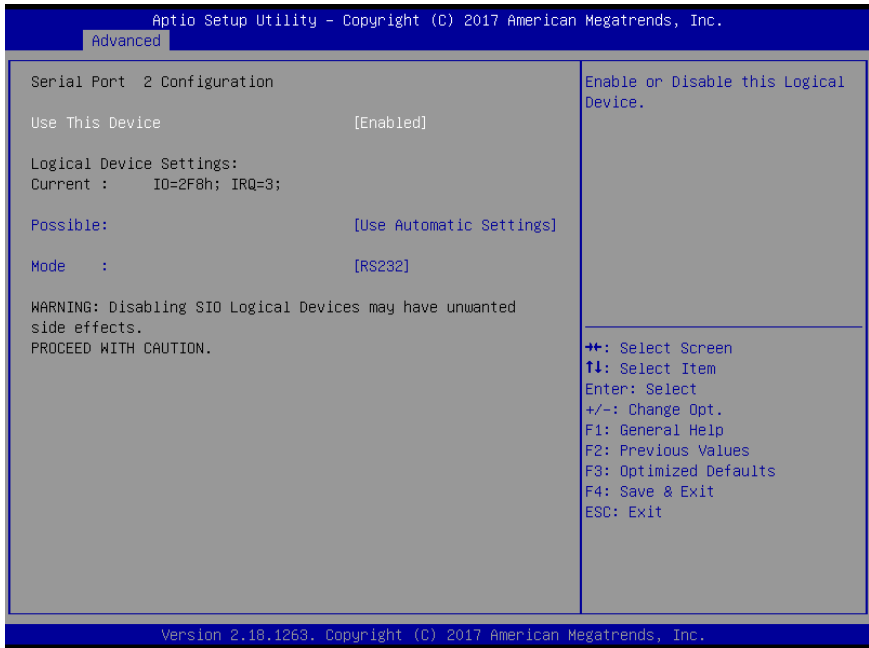 Aptio Setup Utility – Copyright (C) 2017 American Megatrends, Inc.
Advanced
Serial Port 2 Configuration
Use This Device [Enabled]
Logical Device Settings:
Current : IO=2F8h; IRQ=3;
Possible: [Use Automatic Settings]
Mode : [RS232]
WARNING: Disabling SIO Logical Devices may have unwanted
side effects.
PROCEED WITH CAUTION.
Enable or Disable this Logical
Device.
→←: Select Screen
↑↓: Select Item
Enter: Select
+/-: Change Opt.
F1: General Help
F2: Previous Values
F3: Optimized Defaults
F4: Save & Exit
ESC: Exit
Version 2.18.1263. Copyright (C) 2017 American Megatrends, Inc.